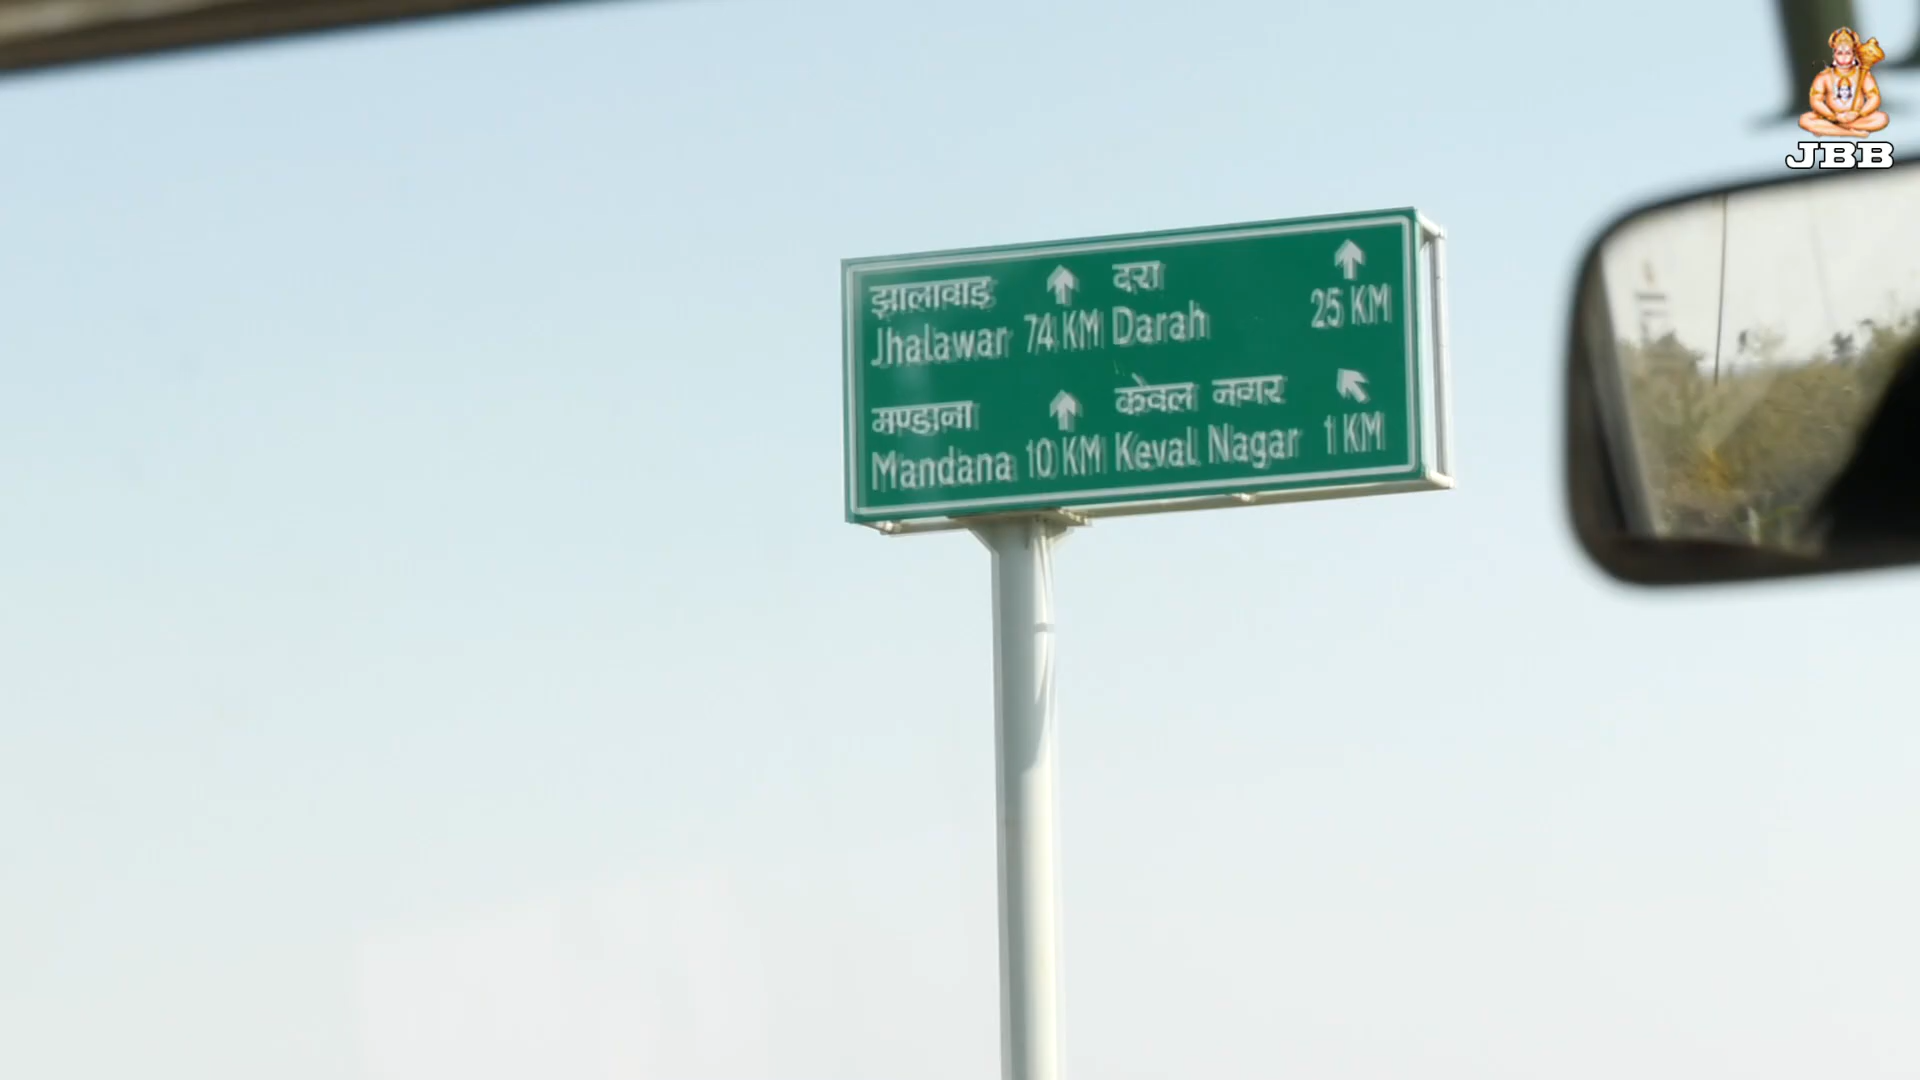 झालावाड़ ↑ दरा ↑
Jhalawar 74 KM Darah 25 KM
मण्डाना ↑ केवल नगर ↖
Mandana 10 KM Keval Nagar 1 KM
JBB